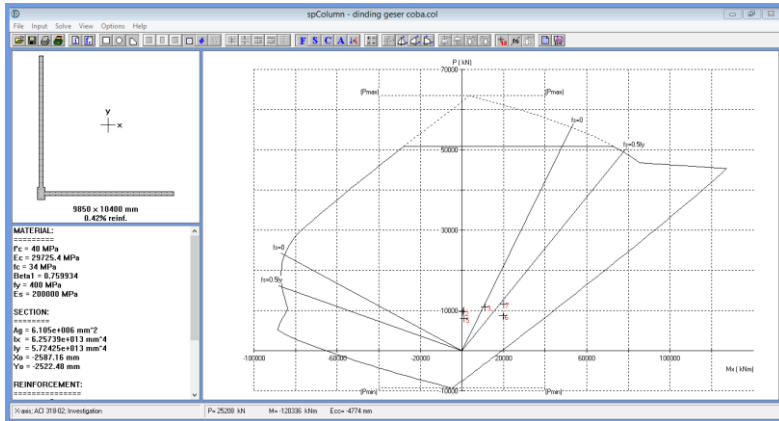 spColumn - dinding geser coba.col
File Input Solve View Options Help
F S C A
y
x
9850 x 10400 mm
0.42% reinf.
MATERIAL:
=========
f'c = 40 MPa
Ec = 29725.4 MPa
fc = 34 MPa
Beta1 = 0.759934
fy = 400 MPa
Es = 200000 MPa
SECTION:
========
Ag = 6.105e+006 mm^2
Ix = 6.25739e+013 mm^4
Iy = 5.72425e+013 mm^4
Xo = -2587.16 mm
Yo = -2522.48 mm
REINFORCEMENT:
P ( kN)
70000
(Pmax)
(Pmax)
fs=0
50000
fs=0.5fy
30000
fs=0
fs=0.5fy
10000
-100000
-60000
-20000
20000
60000
100000
Mx ( kNm)
(Pmin)
-10000
(Pmin)
X-axis; ACI 318-02; Investigation
P= 25208 kN
M= -120336 kNm
Ecc= -4774 mm